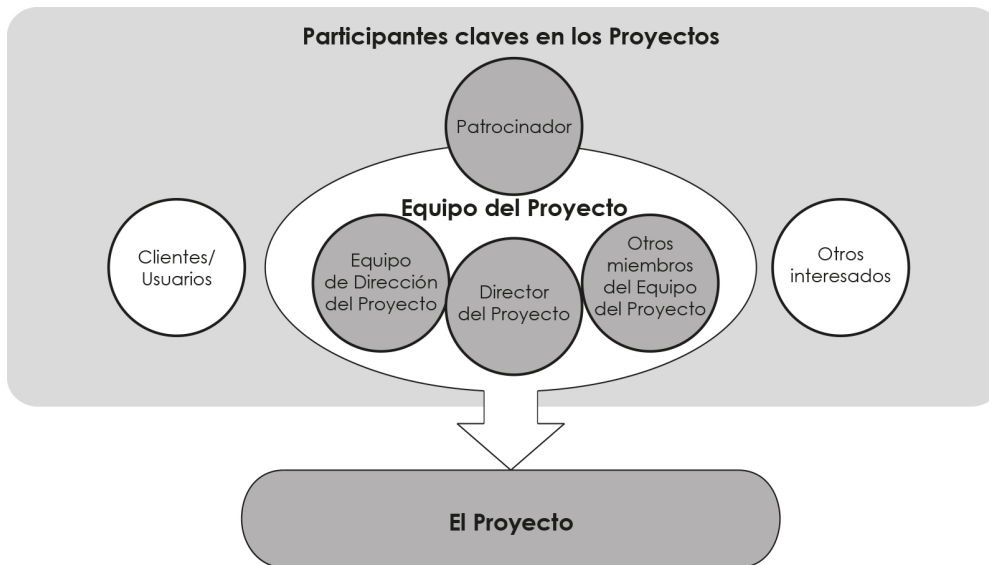 Participantes claves en los Proyectos
Patrocinador
Equipo del Proyecto
Clientes/
Usuarios
Equipo
de Dirección
del Proyecto
Director
del Proyecto
Otros
miembros
del Equipo
del Proyecto
Otros
interesados
El Proyecto